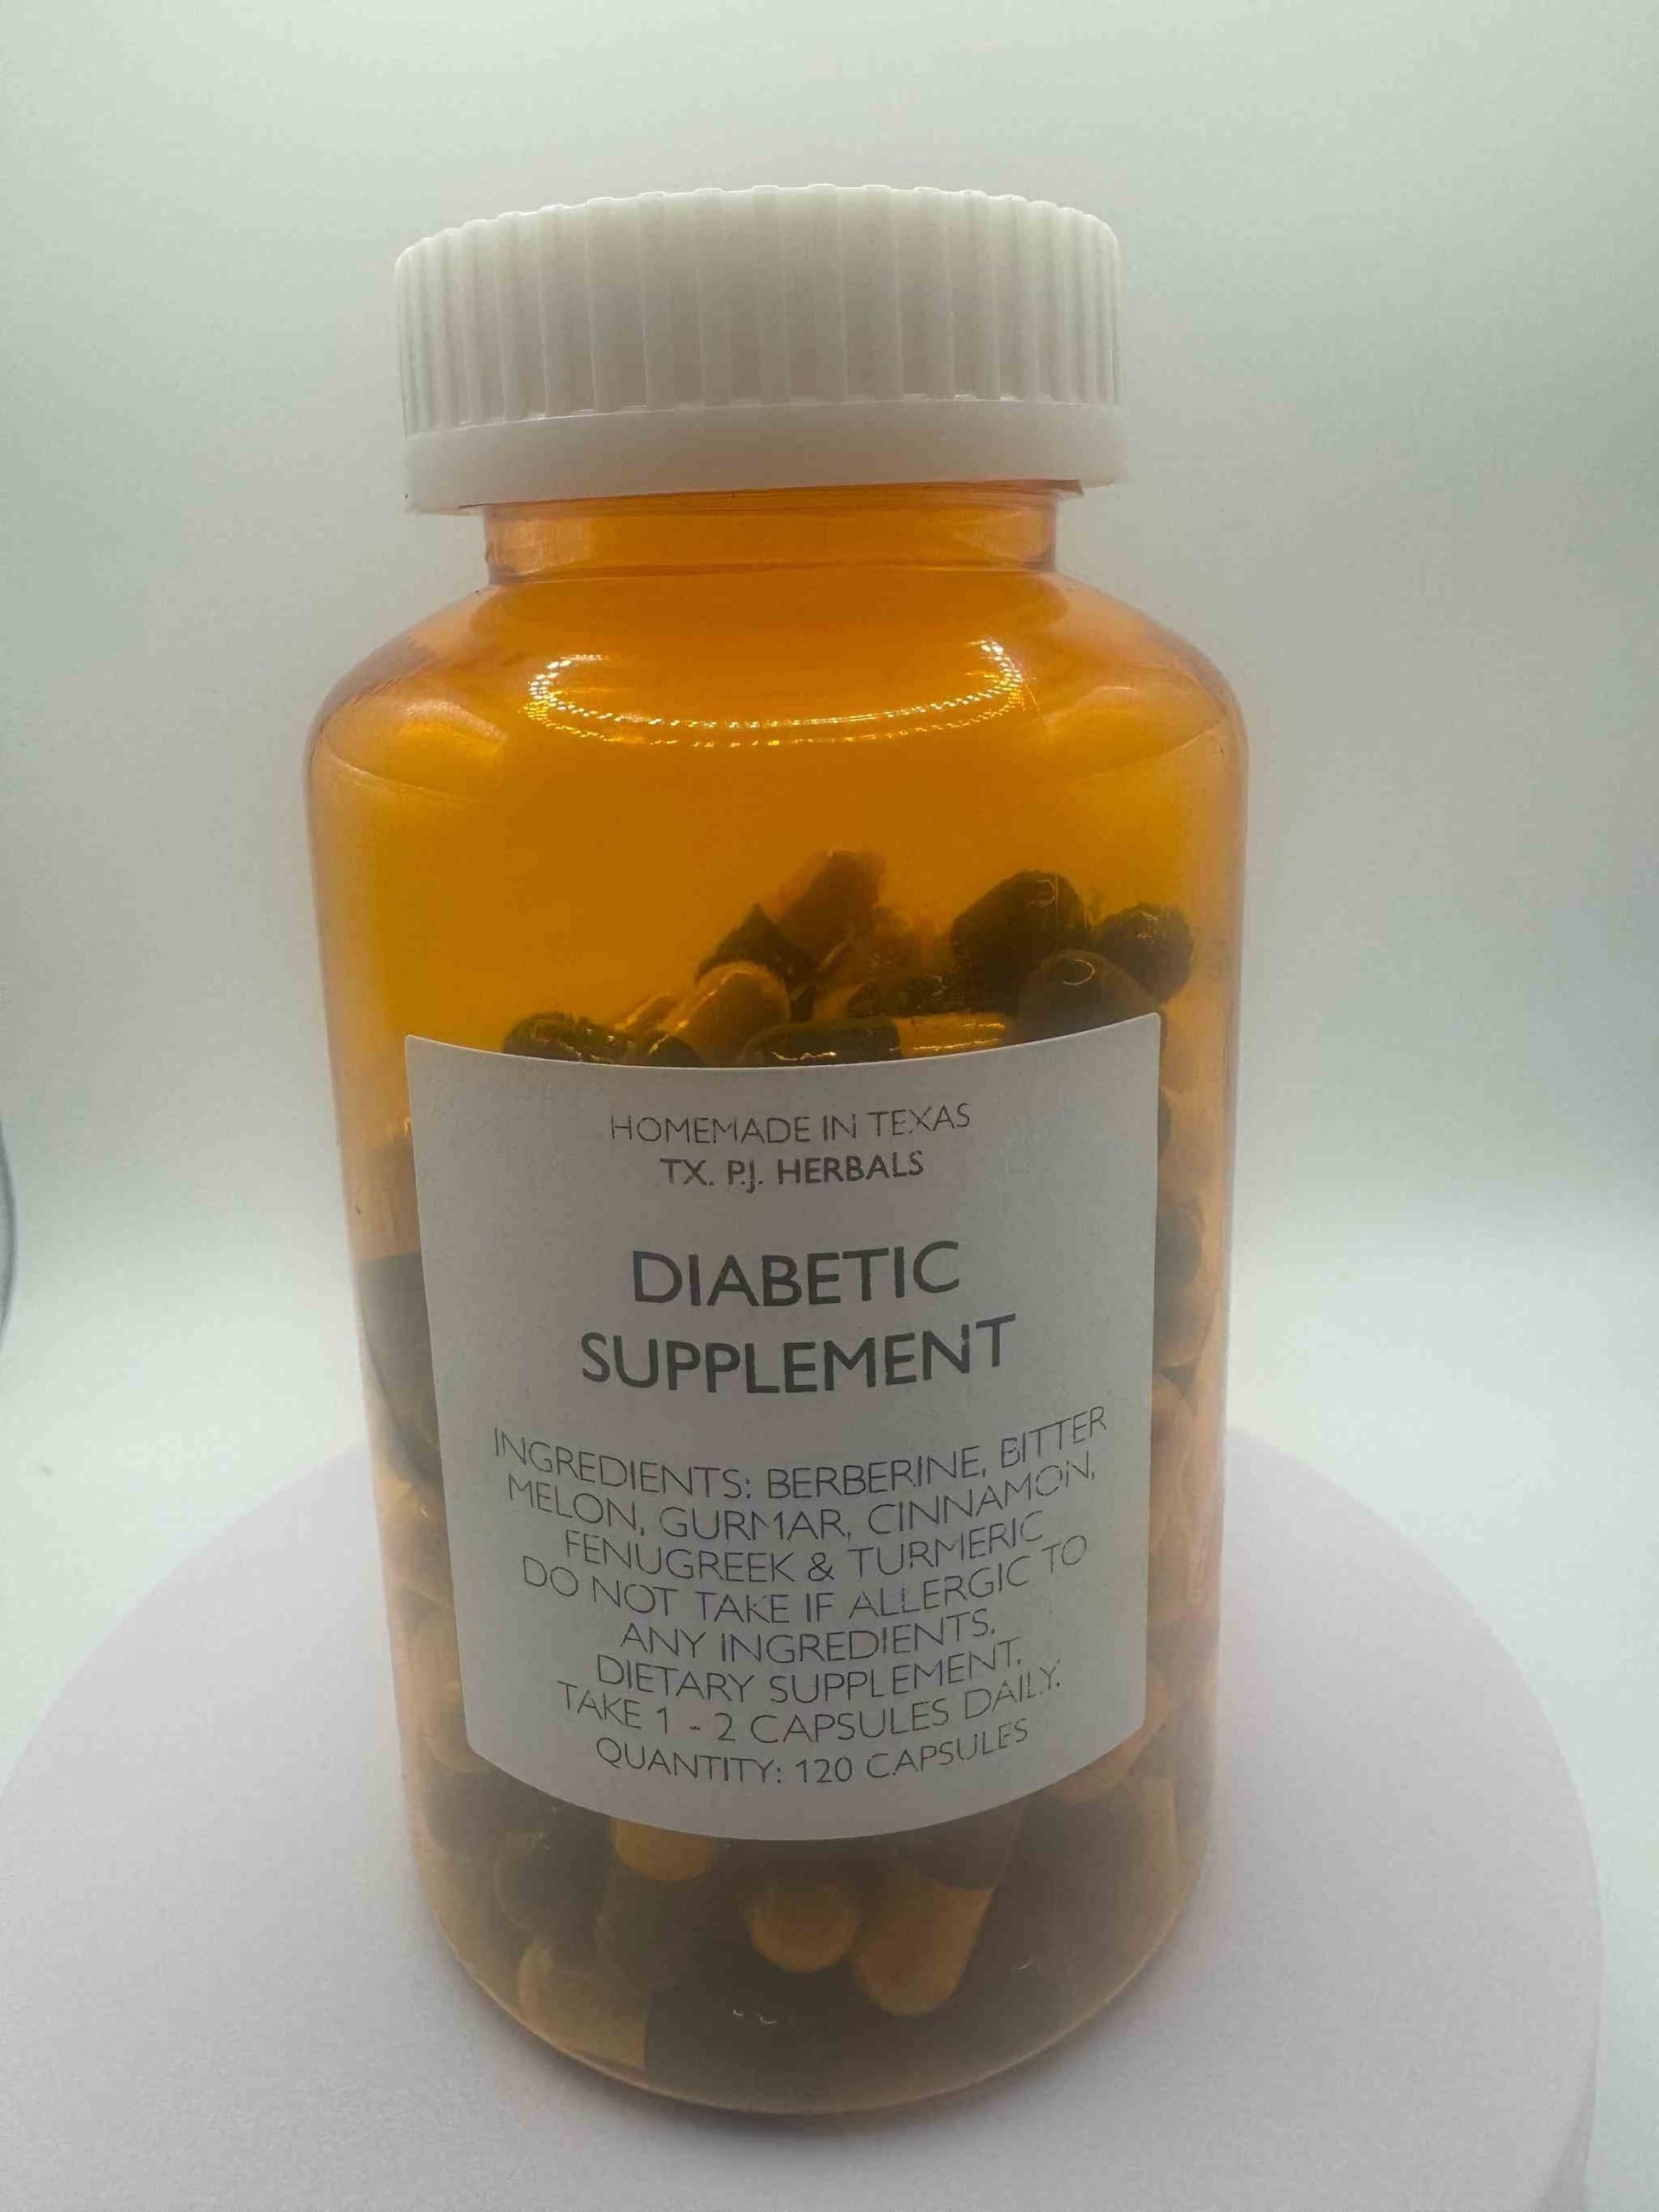 HOMEMADE IN TEXAS
TX. P.J. HERBALS
DIABETIC
SUPPLEMENT
INGREDIENTS: BERBERINE, BITTER
MELON, GURMAR, CINNAMON,
FENUGREEK & TURMERIC
DO NOT TAKE IF ALLERGIC TO
ANY INGREDIENTS.
DIETARY SUPPLEMENT.
TAKE 1 - 2 CAPSULES DAILY.
QUANTITY: 120 CAPSULES